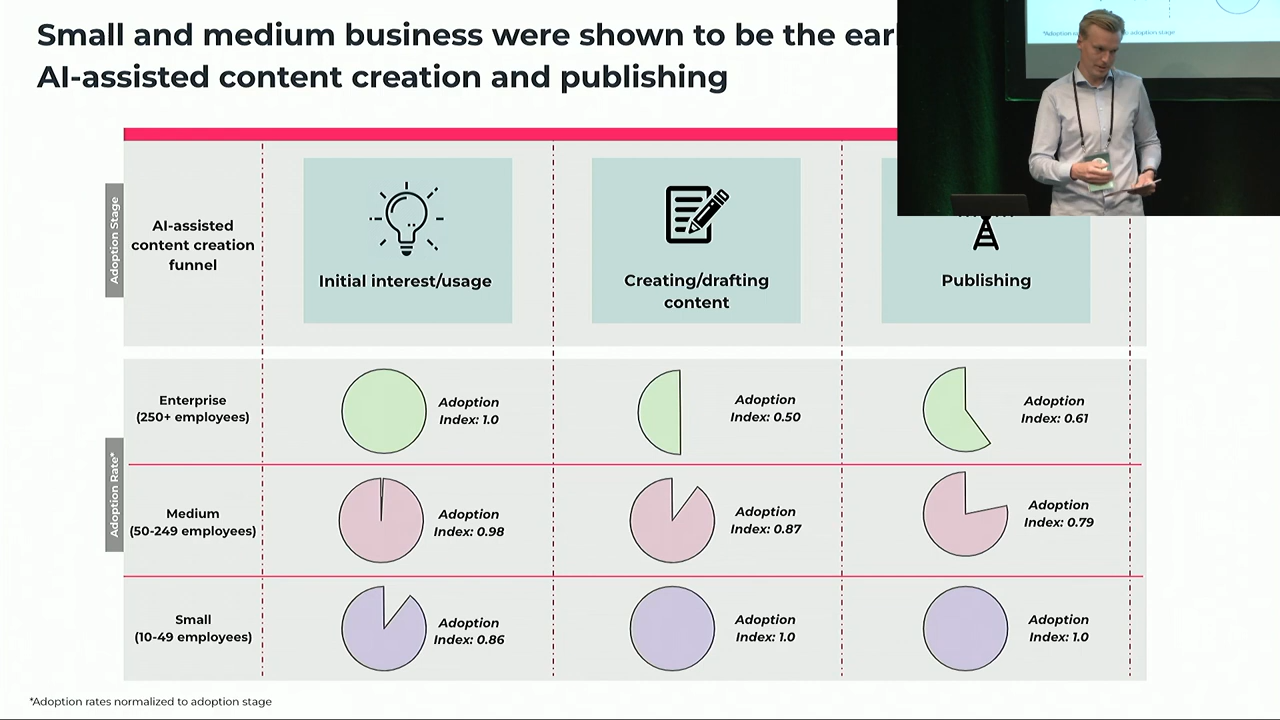 Small and medium business were shown to be the
AI-assisted content creation and publishing
Adoption Stage
AI-assisted
content creation
funnel
Initial interest/usage
Creating/drafting
content
Publishing
Adoption Rate*
Enterprise
(250+ employees)
Adoption
Index: 1.0
Adoption
Index: 0.50
Adoption
Index: 0.61
Medium
(50-249 employees)
Adoption
Index: 0.98
Adoption
Index: 0.87
Adoption
Index: 0.79
Small
(10-49 employees)
Adoption
Index: 0.86
Adoption
Index: 1.0
Adoption
Index: 1.0
*Adoption rates normalized to adoption stage